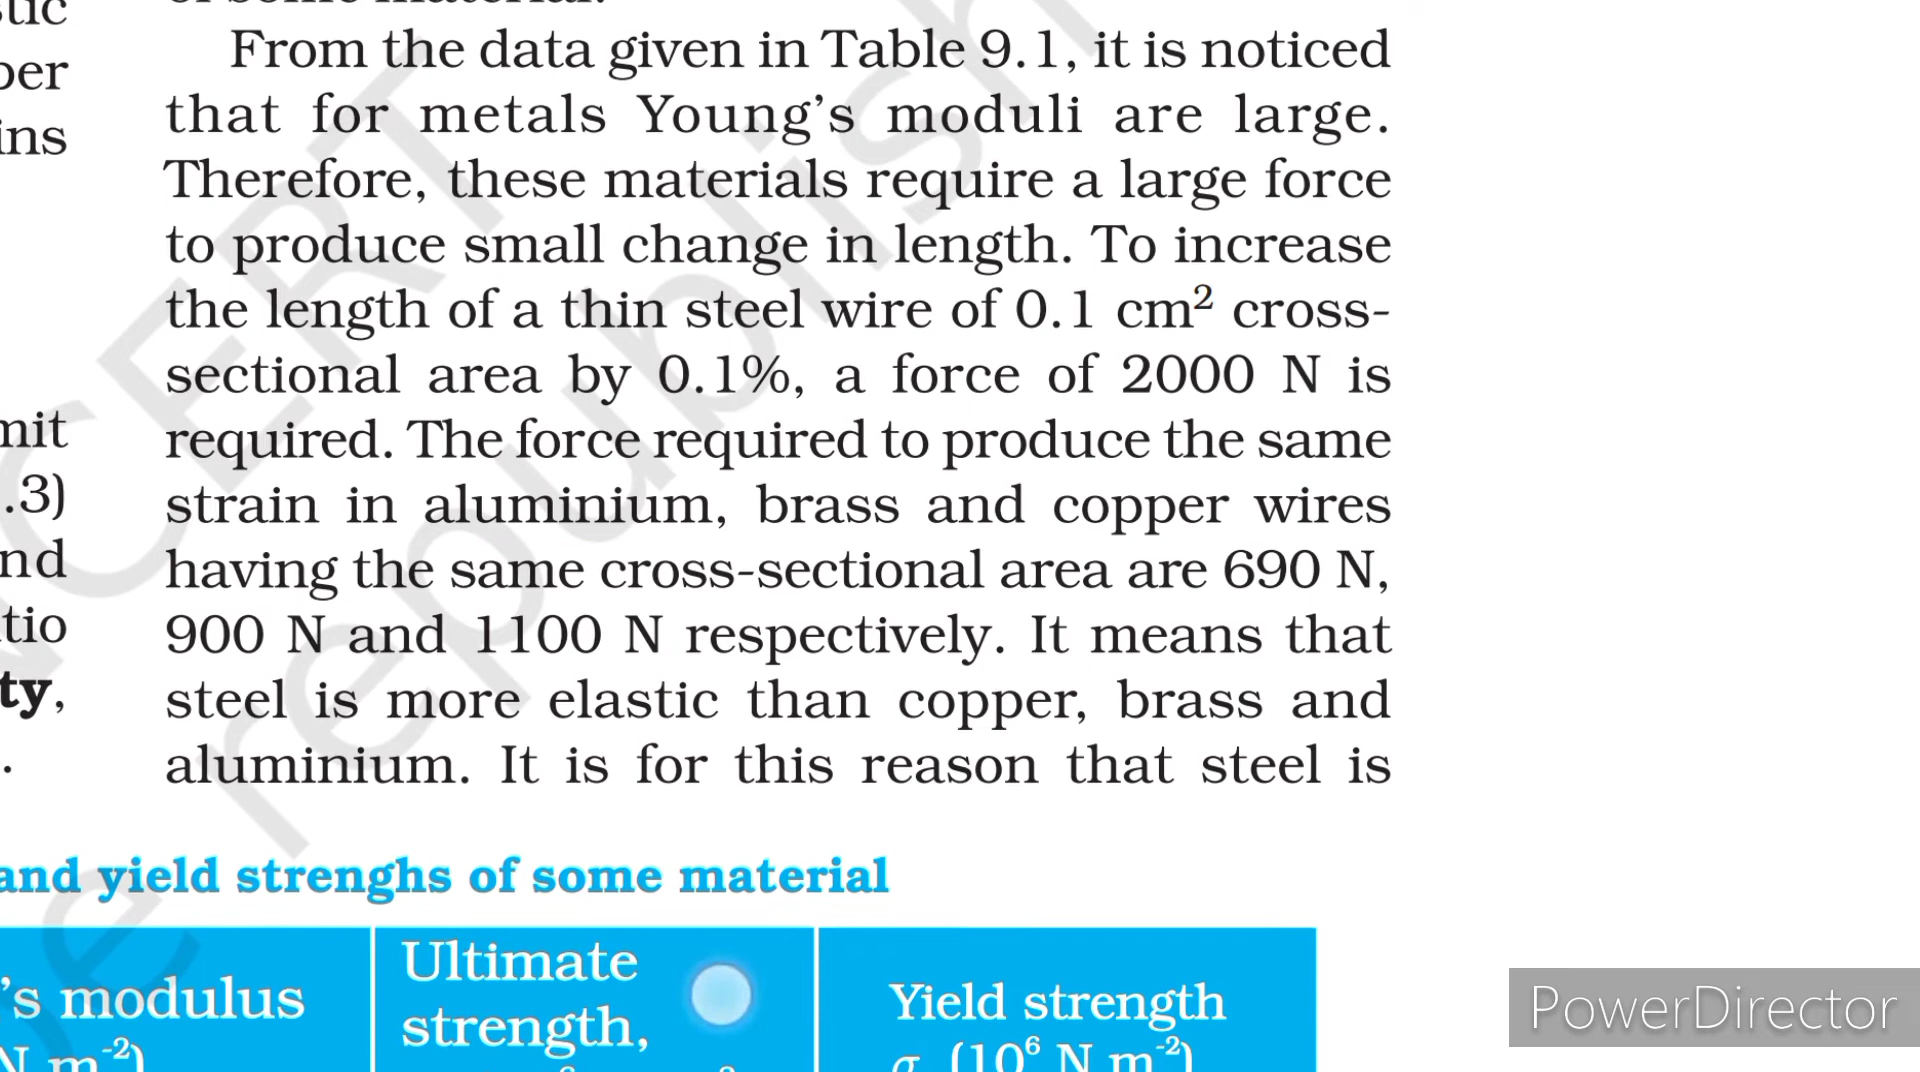 From the data given in Table 9.1, it is noticed
that for metals Young's moduli are large.
Therefore, these materials require a large force
to produce small change in length. To increase
the length of a thin steel wire of 0.1 cm² cross-
sectional area by 0.1%, a force of 2000 N is
required. The force required to produce the same
strain in aluminium, brass and copper wires
having the same cross-sectional area are 690 N,
900 N and 1100 N respectively. It means that
steel is more elastic than copper, brass and
aluminium. It is for this reason that steel is
and yield strenghs of some material
's modulus
N m⁻²)
Ultimate
strength,
Yield strength
(10⁶ N m⁻²)
PowerDirector